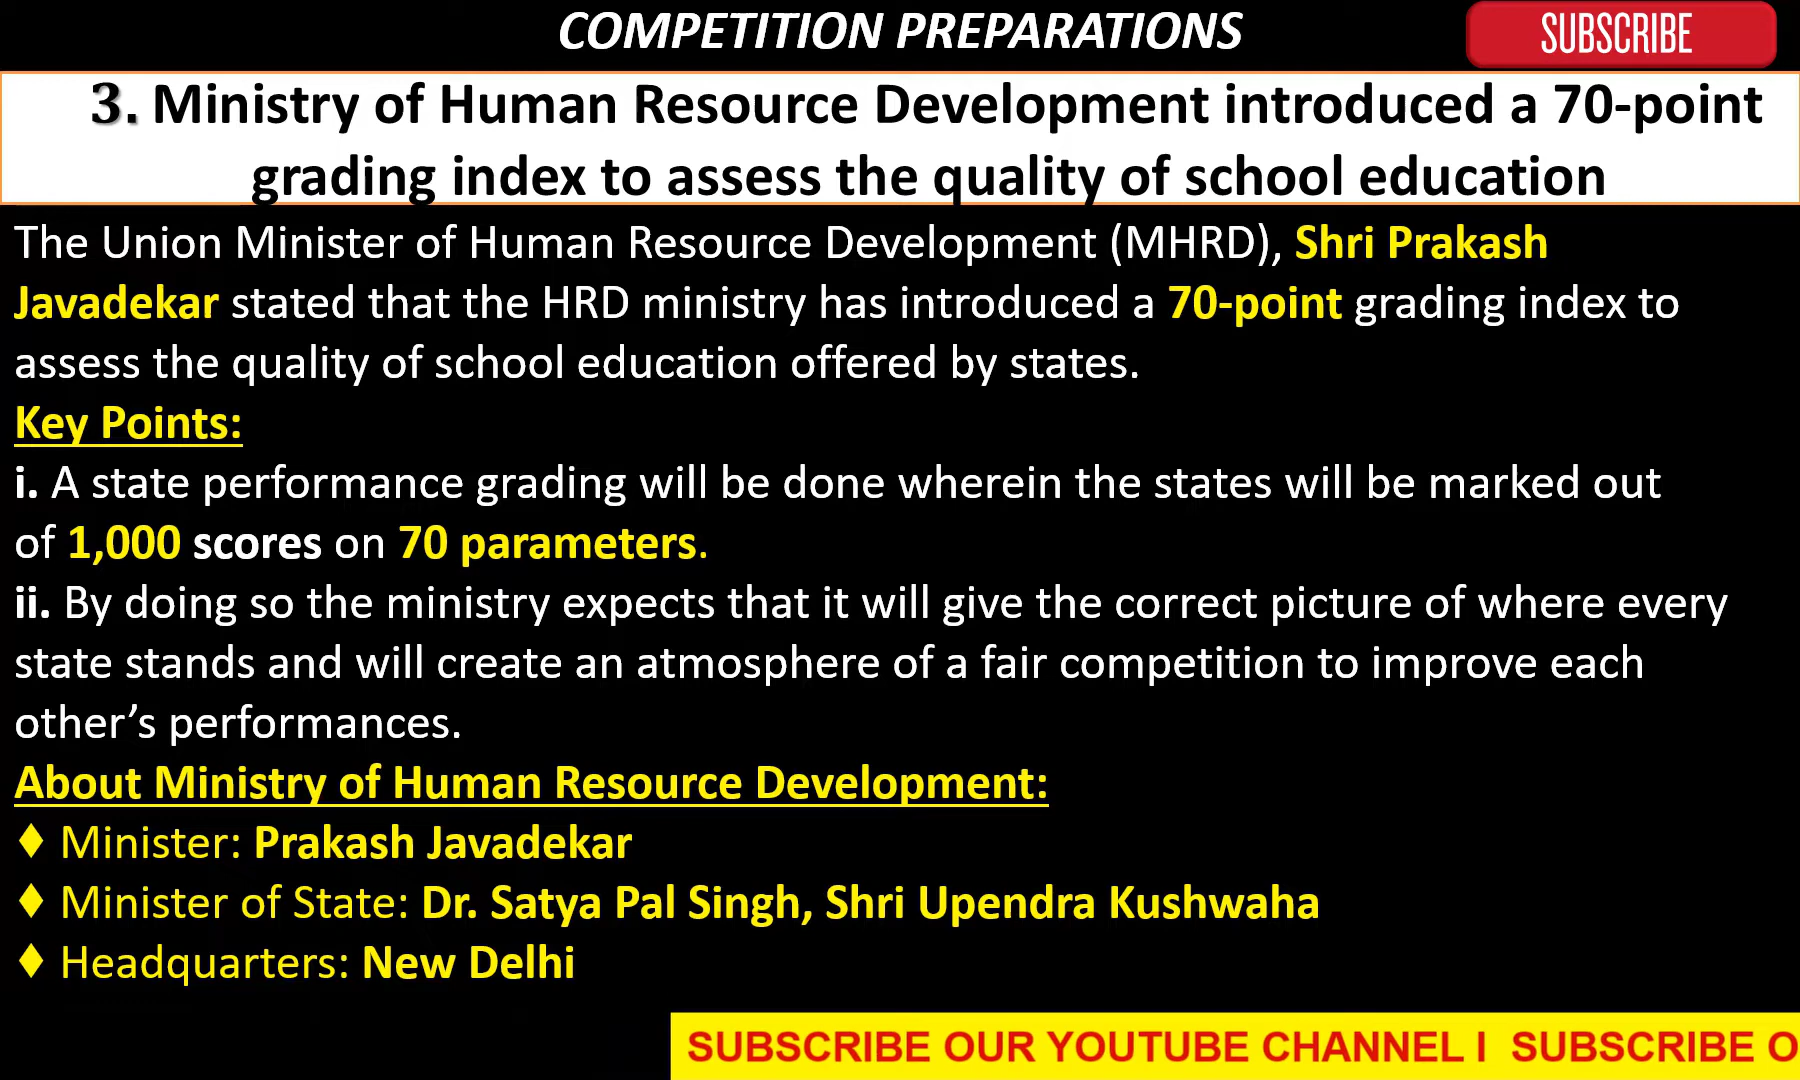 COMPETITION PREPARATIONS
SUBSCRIBE
3. Ministry of Human Resource Development introduced a 70-point
grading index to assess the quality of school education
The Union Minister of Human Resource Development (MHRD), Shri Prakash
Javadekar stated that the HRD ministry has introduced a 70-point grading index to
assess the quality of school education offered by states.
Key Points:
i. A state performance grading will be done wherein the states will be marked out
of 1,000 scores on 70 parameters.
ii. By doing so the ministry expects that it will give the correct picture of where every
state stands and will create an atmosphere of a fair competition to improve each
other’s performances.
About Ministry of Human Resource Development:
♦ Minister: Prakash Javadekar
♦ Minister of State: Dr. Satya Pal Singh, Shri Upendra Kushwaha
♦ Headquarters: New Delhi
SUBSCRIBE OUR YOUTUBE CHANNEL I SUBSCRIBE O